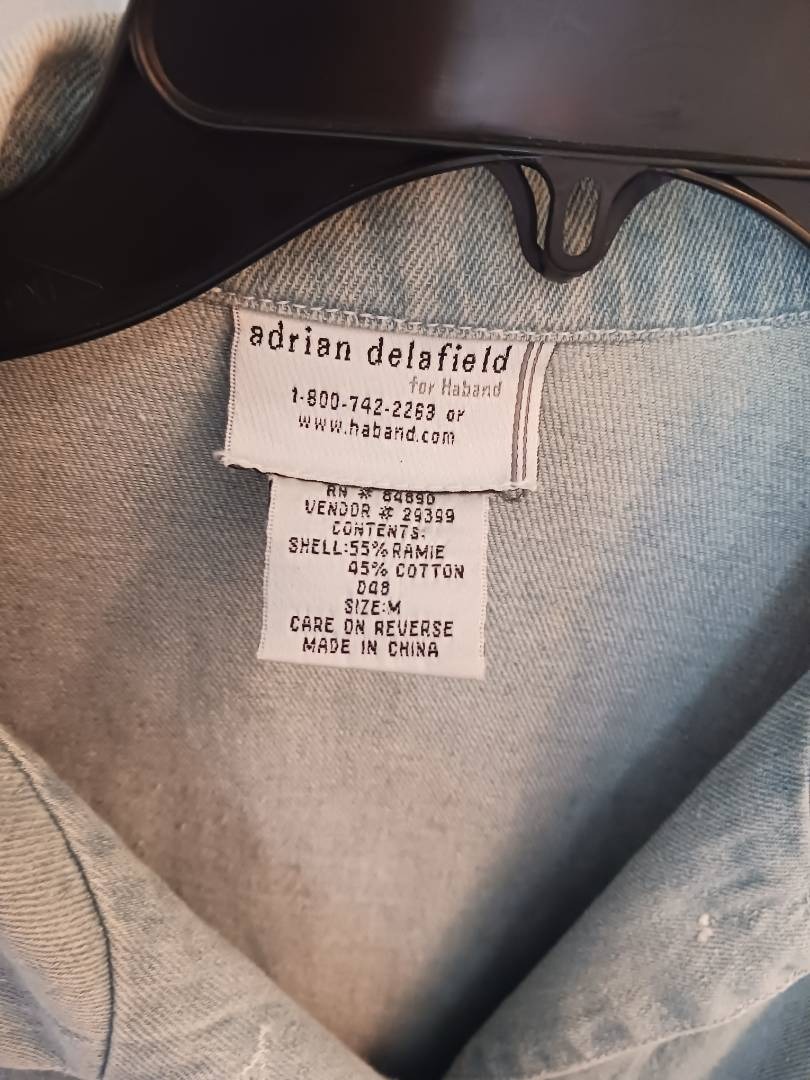 adrian delafield
for Haband
1-800-742-2263 or
www.haband.com
RN # 84690
VENDOR # 29399
CONTENTS:
SHELL:55% RAMIE
45% COTTON
D48
SIZE:M
CARE ON REVERSE
MADE IN CHINA